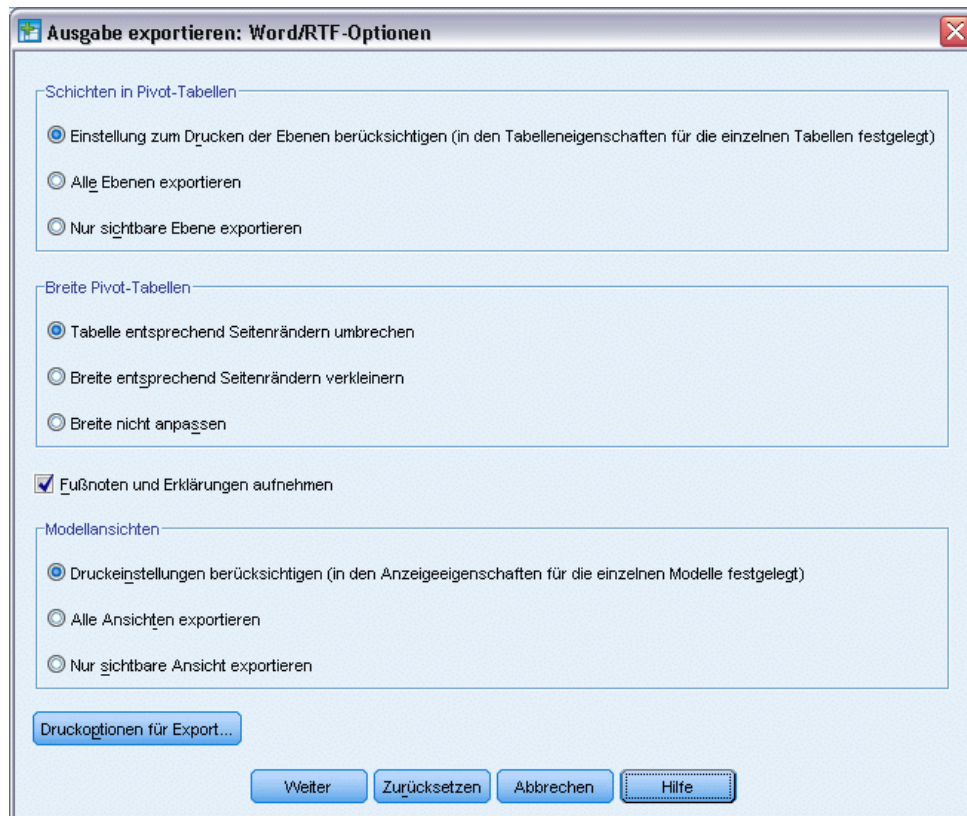 Ausgabe exportieren: Word/RTF-Optionen
Schichten in Pivot-Tabellen
Einstellung zum Drucken der Ebenen berücksichtigen (in den Tabelleneigenschaften für die einzelnen Tabellen festgelegt)
Alle Ebenen exportieren
Nur sichtbare Ebene exportieren
Breite Pivot-Tabellen
Tabelle entsprechend Seitenrändern umbrechen
Breite entsprechend Seitenrändern verkleinern
Breite nicht anpassen
Fußnoten und Erklärungen aufnehmen
Modellansichten
Druckeinstellungen berücksichtigen (in den Anzeigeeigenschaften für die einzelnen Modelle festgelegt)
Alle Ansichten exportieren
Nur sichtbare Ansicht exportieren
Druckoptionen für Export...
Weiter Zurücksetzen Abbrechen Hilfe